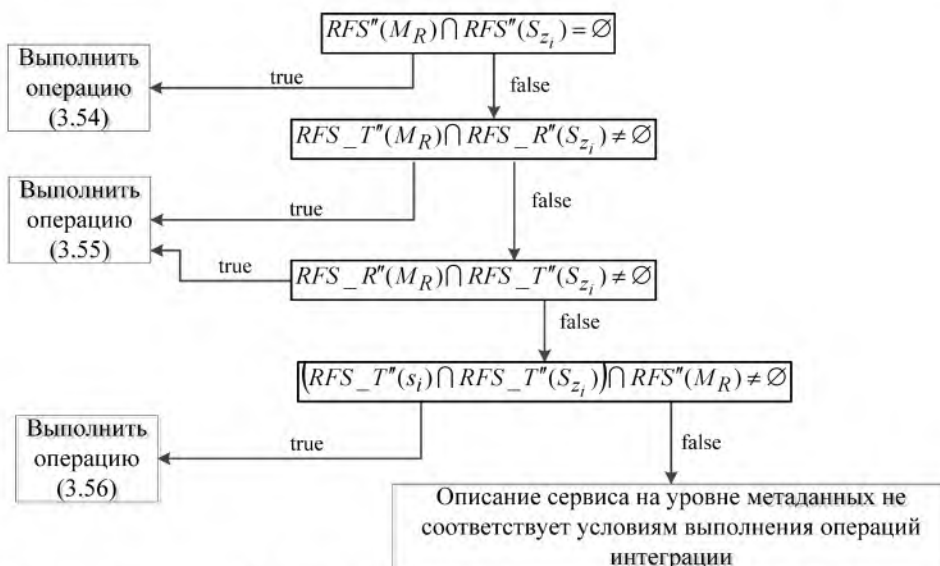 RFS″(M_R) ⋂ RFS″(S_{z_i}) = ∅
Выполнить
операцию
(3.54)
true
false
RFS_T″(M_R) ⋂ RFS_R″(S_{z_i}) ≠ ∅
Выполнить
операцию
(3.55)
true
false
true
RFS_R″(M_R) ⋂ RFS_T″(S_{z_i}) ≠ ∅
false
(RFS_T″(s_i) ⋂ RFS_T″(S_{z_i})) ⋂ RFS″(M_R) ≠ ∅
Выполнить
операцию
(3.56)
true
false
Описание сервиса на уровне метаданных не
соответствует условиям выполнения операций
интеграции